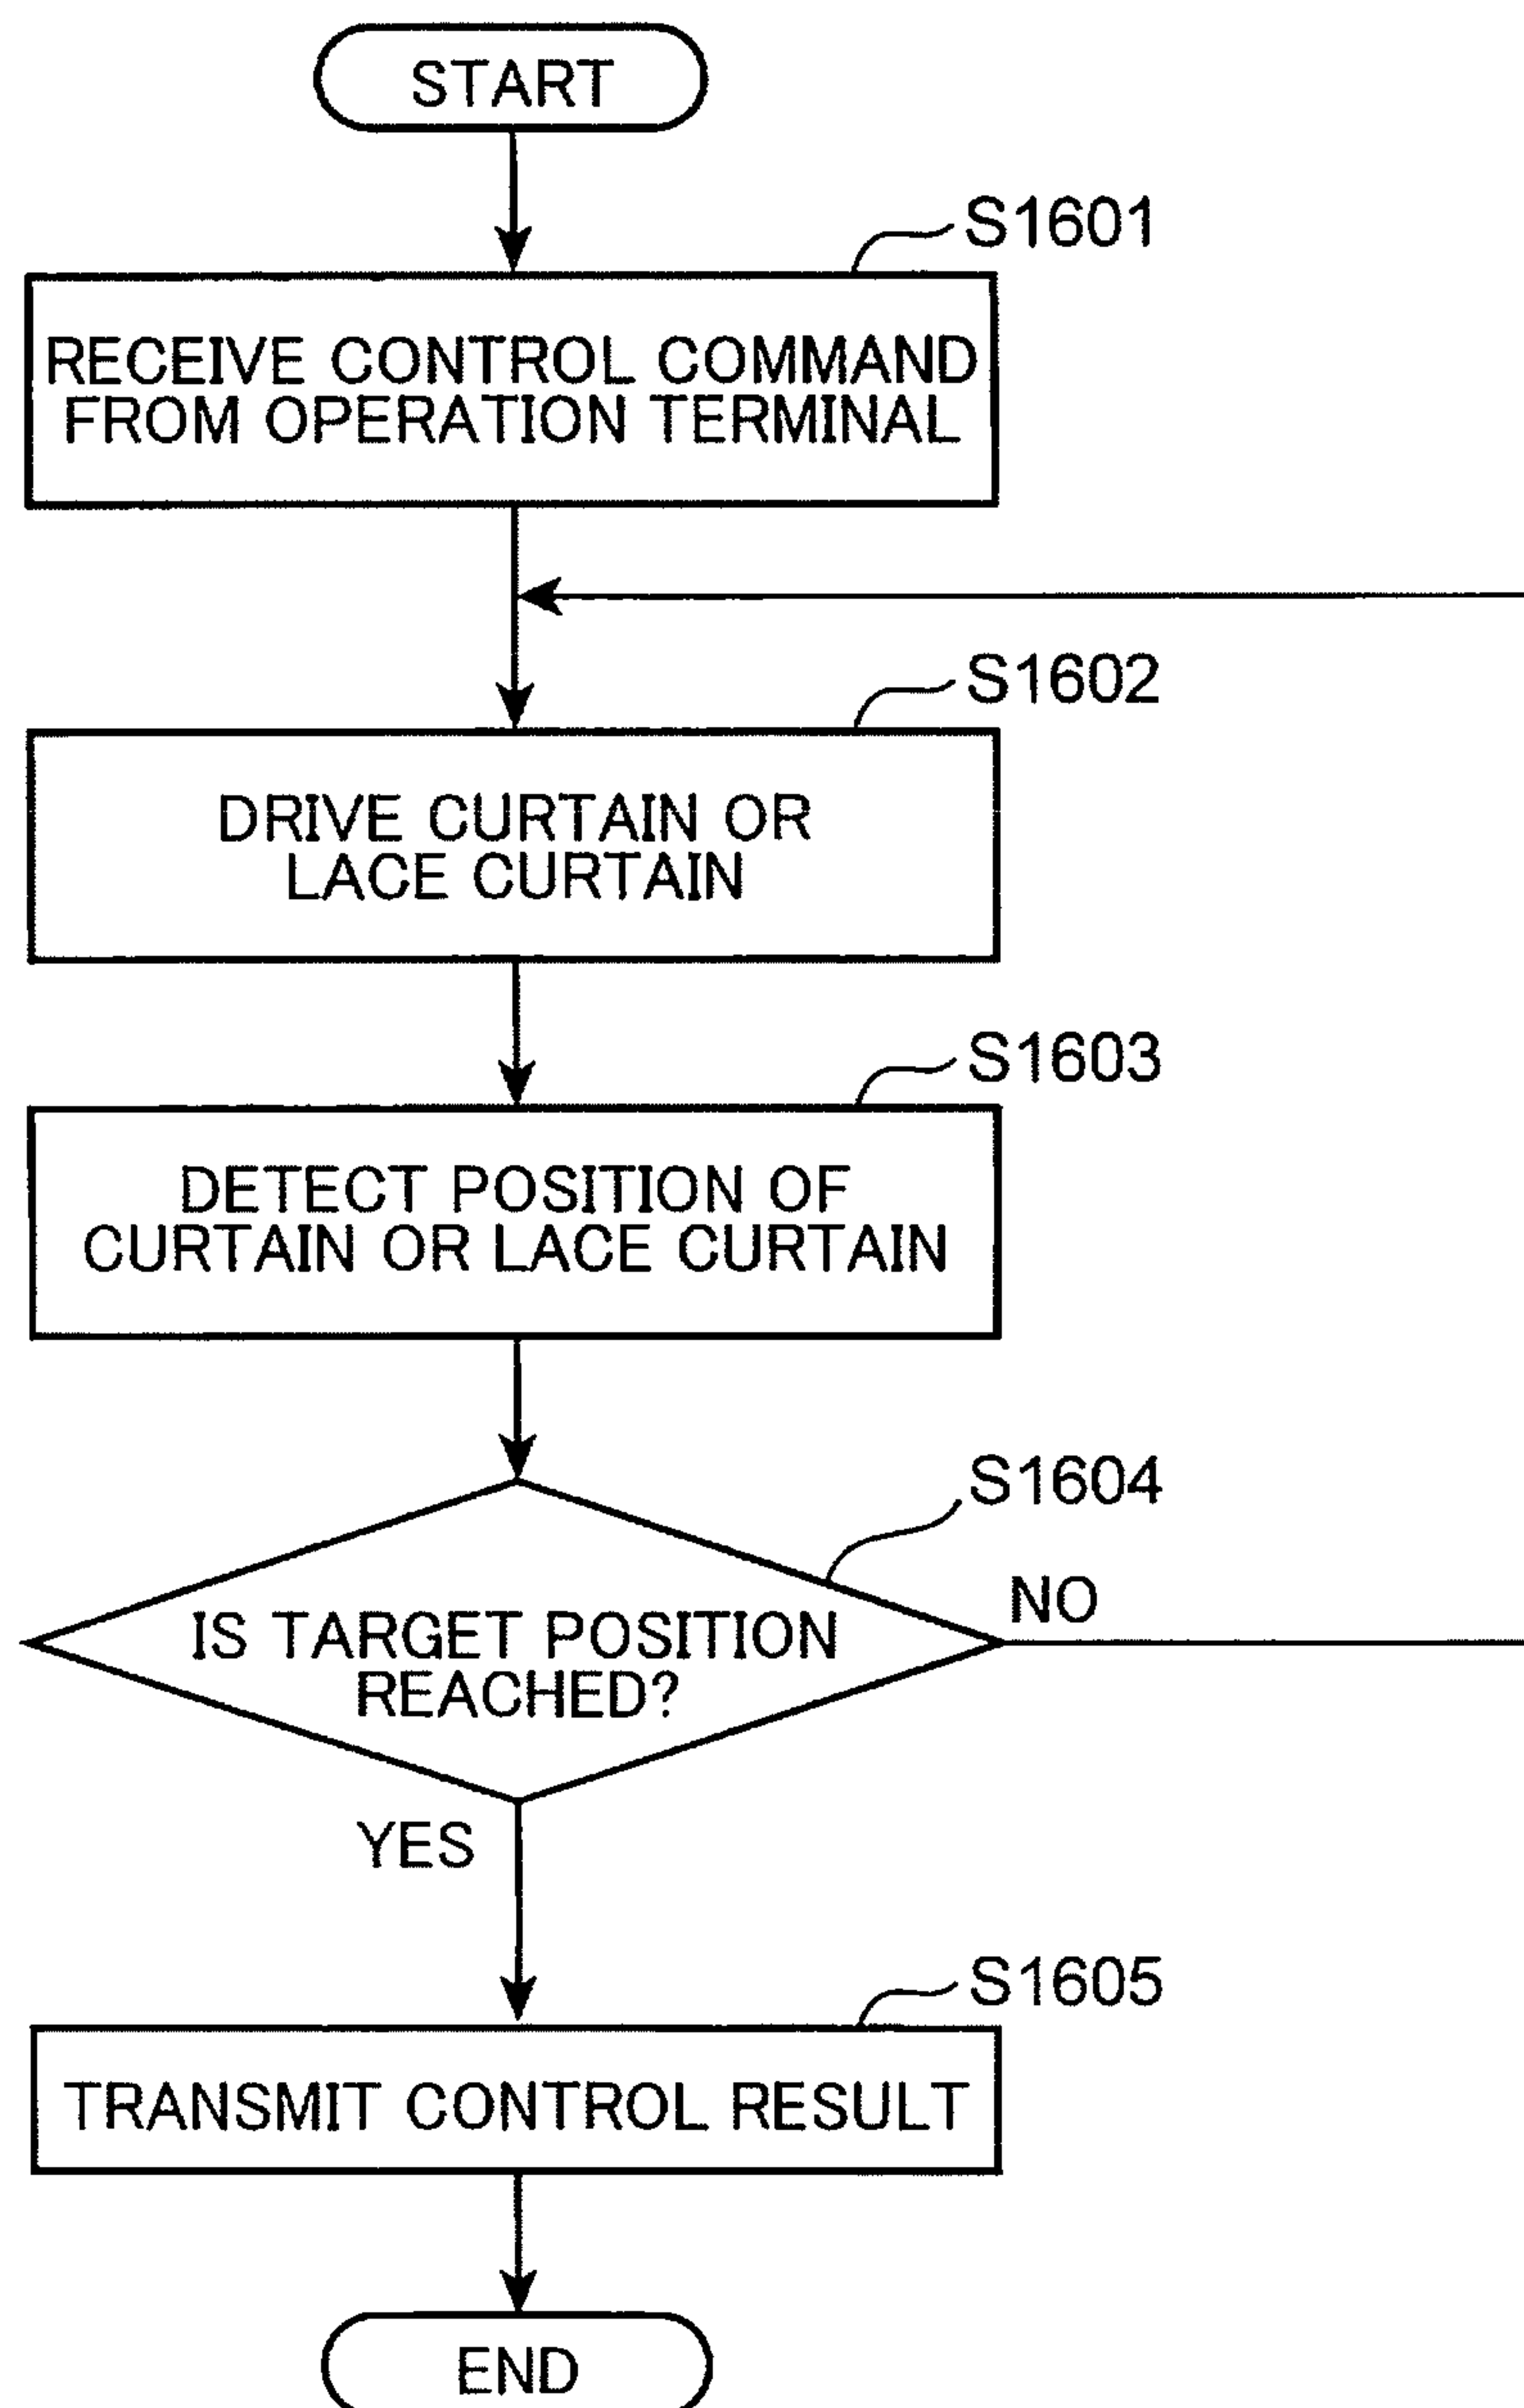 START
S1601
RECEIVE CONTROL COMMAND
FROM OPERATION TERMINAL
S1602
DRIVE CURTAIN OR
LACE CURTAIN
S1603
DETECT POSITION OF
CURTAIN OR LACE CURTAIN
S1604
NO
IS TARGET POSITION
REACHED?
YES
S1605
TRANSMIT CONTROL RESULT
END